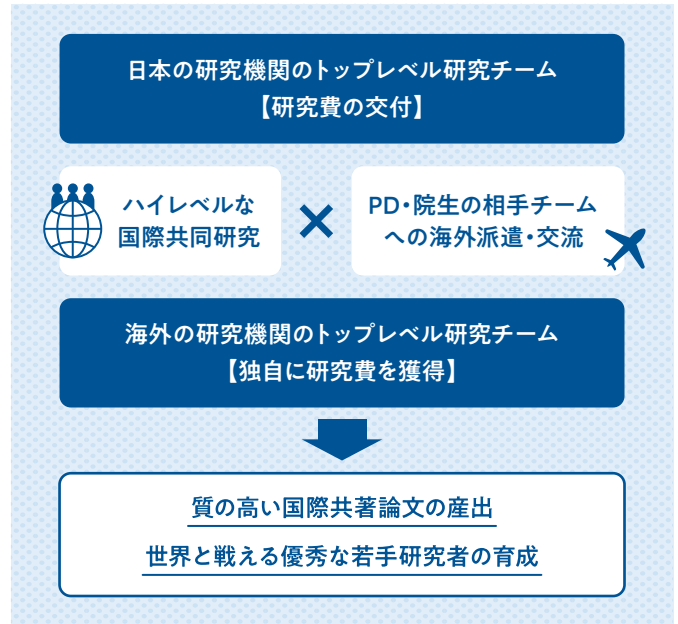 日本の研究機関のトップレベル研究チーム
【研究費の交付】
ハイレベルな
国際共同研究
×
PD・院生の相手チーム
への海外派遣・交流
海外の研究機関のトップレベル研究チーム
【独自に研究費を獲得】
質の高い国際共著論文の産出
世界と戦える優秀な若手研究者の育成